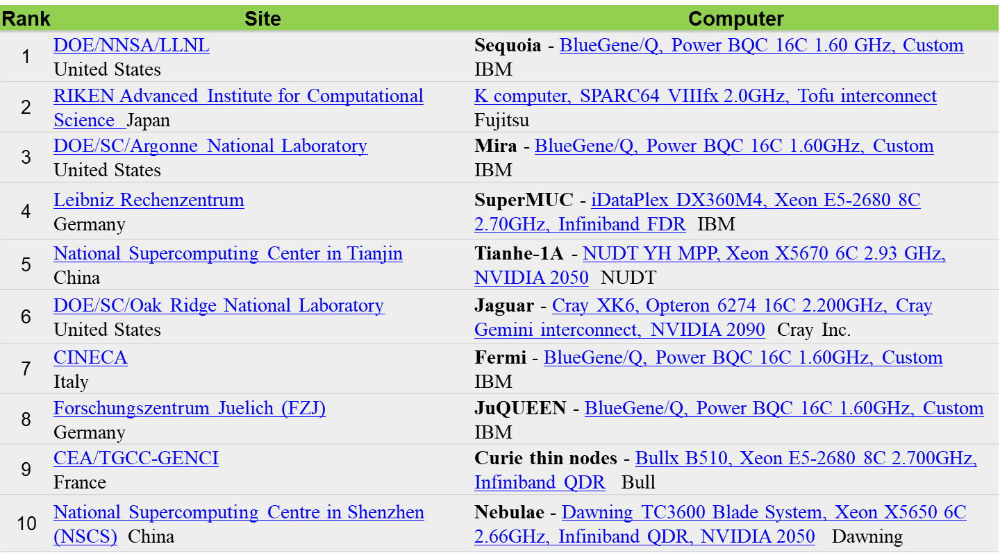 Rank Site Computer
1 DOE/NNSA/LLNL Sequoia - BlueGene/Q, Power BQC 16C 1.60 GHz, Custom
United States IBM
2 RIKEN Advanced Institute for Computational K computer, SPARC64 VIIIfx 2.0GHz, Tofu interconnect
Science Japan Fujitsu
3 DOE/SC/Argonne National Laboratory Mira - BlueGene/Q, Power BQC 16C 1.60GHz, Custom
United States IBM
4 Leibniz Rechenzentrum SuperMUC - iDataPlex DX360M4, Xeon E5-2680 8C
Germany 2.70GHz, Infiniband FDR IBM
5 National Supercomputing Center in Tianjin Tianhe-1A - NUDT YH MPP, Xeon X5670 6C 2.93 GHz,
China NVIDIA 2050 NUDT
6 DOE/SC/Oak Ridge National Laboratory Jaguar - Cray XK6, Opteron 6274 16C 2.200GHz, Cray
United States Gemini interconnect, NVIDIA 2090 Cray Inc.
7 CINECA Fermi - BlueGene/Q, Power BQC 16C 1.60GHz, Custom
Italy IBM
8 Forschungszentrum Juelich (FZJ) JuQUEEN - BlueGene/Q, Power BQC 16C 1.60GHz, Custom
Germany IBM
9 CEA/TGCC-GENCI Curie thin nodes - Bullx B510, Xeon E5-2680 8C 2.700GHz,
France Infiniband QDR Bull
10 National Supercomputing Centre in Shenzhen Nebulae - Dawning TC3600 Blade System, Xeon X5650 6C
(NSCS) China 2.66GHz, Infiniband QDR, NVIDIA 2050 Dawning